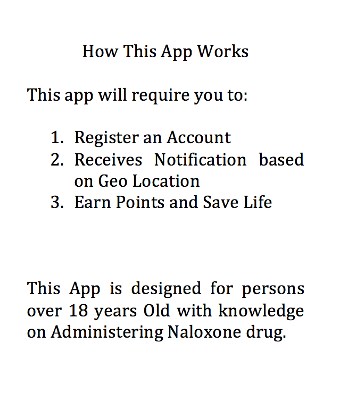 How This App Works
This app will require you to:
1. Register an Account
2. Receives Notification based
on Geo Location
3. Earn Points and Save Life
This App is designed for persons
over 18 years Old with knowledge
on Administering Naloxone drug.